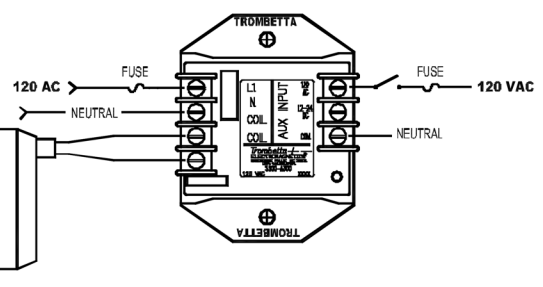 TROMBETTA
FUSE
120 AC
NEUTRAL
L1
N.
COIL
COIL
AUX INPUT
120
AC
12-24
DC
COM.
Trombetta
ELECTROMAGNETICS
120 VAC
FUSE
120 VAC
NEUTRAL
TROMBETTA